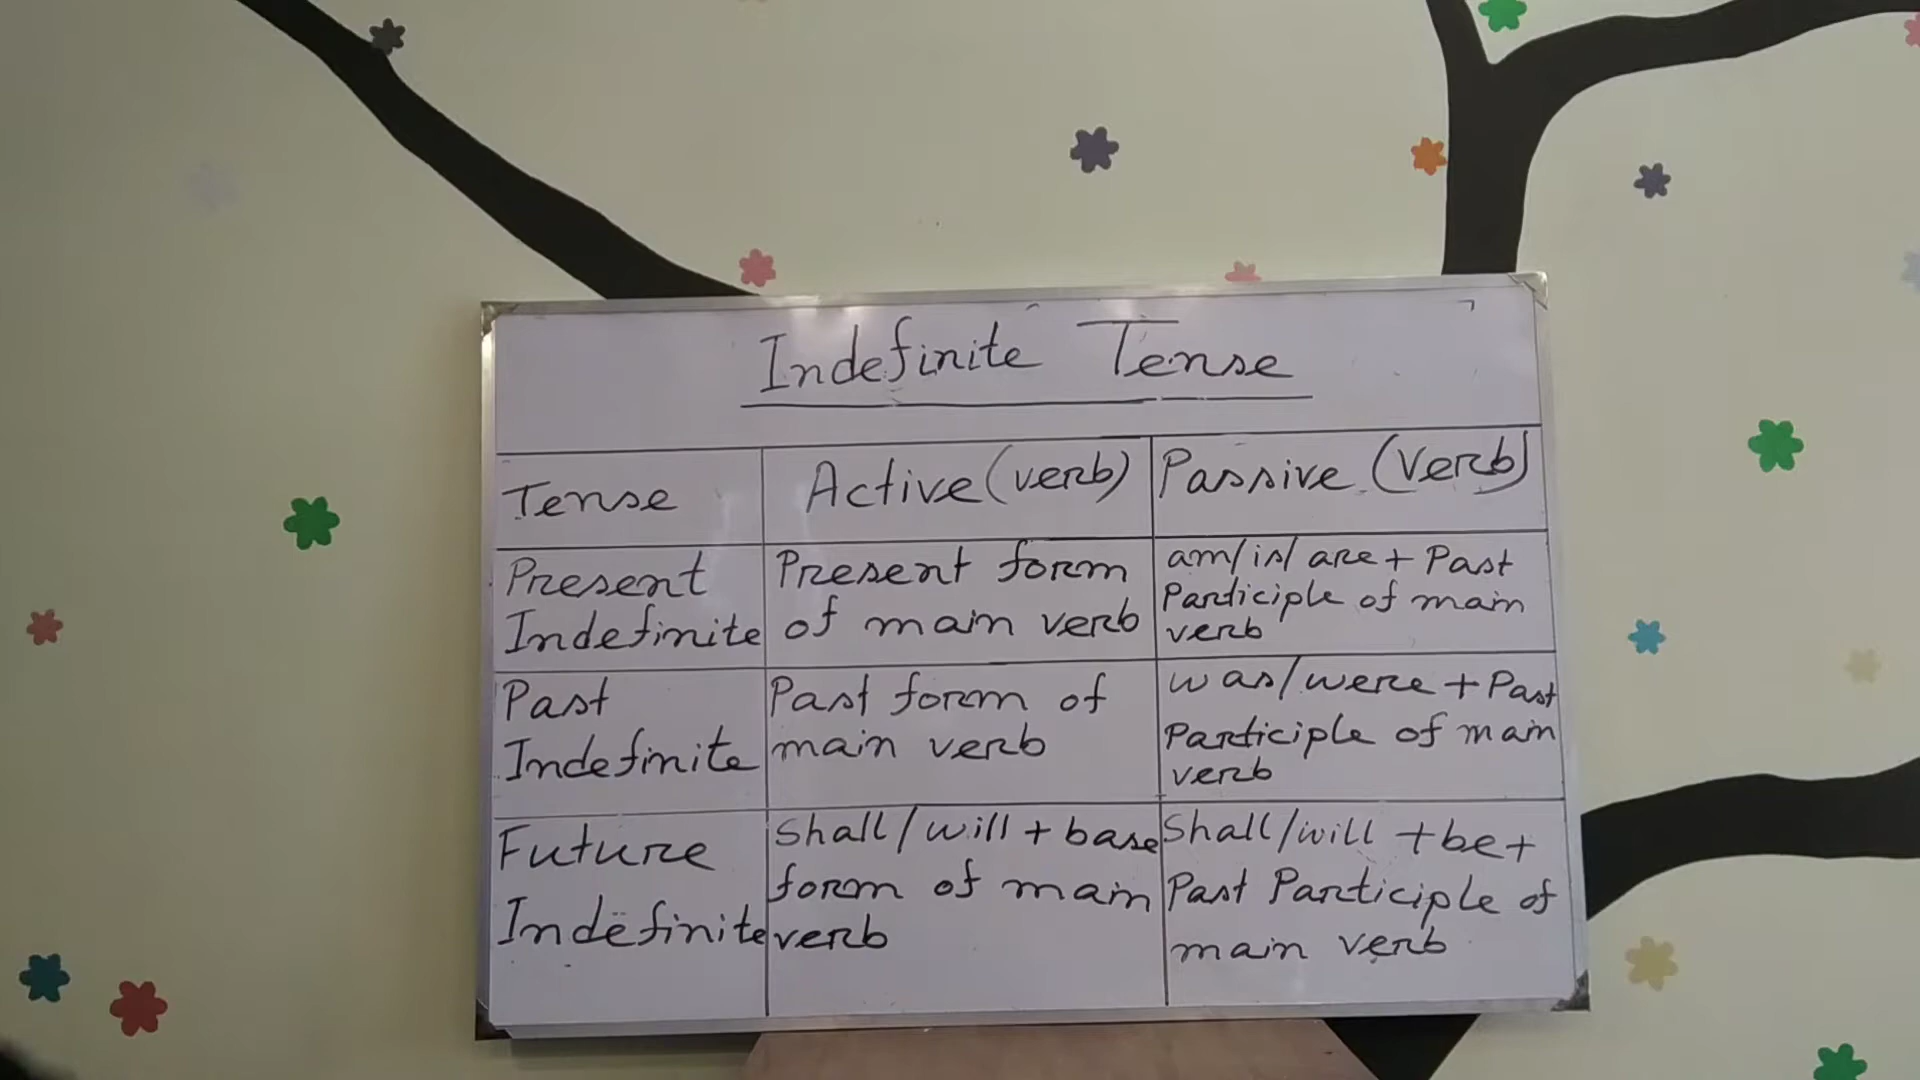 Indefinite Tense
Tense
Active (verb)
Passive (Verb)
Present
Indefinite
Present form
of main verb
am/is/are + Past
Participle of main
verb
Past
Indefinite
Past form of
main verb
was/were + Past
Participle of main
verb
Future
Indefinite
Shall/will + base
form of main
verb
Shall/will + be +
Past Participle of
main verb